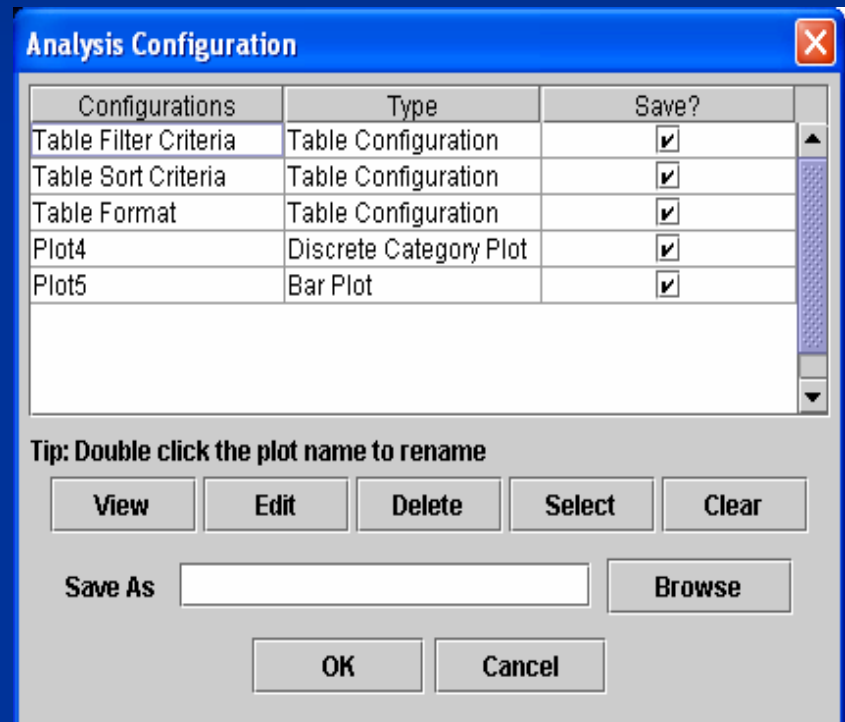 Analysis Configuration
Configurations Type Save?
Table Filter Criteria Table Configuration
Table Sort Criteria Table Configuration
Table Format Table Configuration
Plot4 Discrete Category Plot
Plot5 Bar Plot
Tip: Double click the plot name to rename
View Edit Delete Select Clear
Save As Browse
OK Cancel